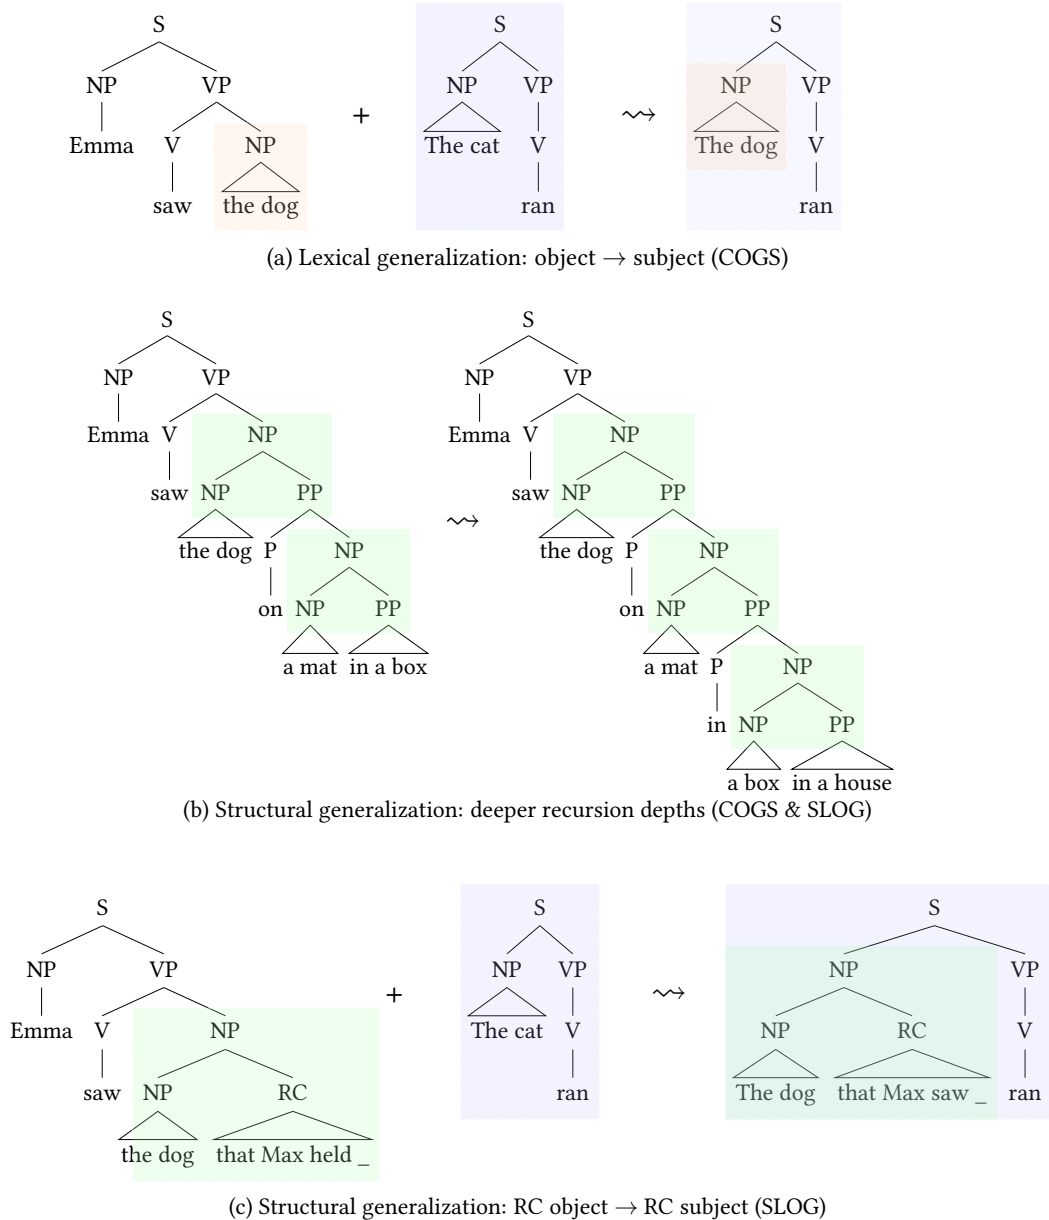 S S S
NP VP + NP VP ⇝ NP VP
Emma V NP The cat V The dog V
saw the dog ran ran
(a) Lexical generalization: object → subject (COGS)
S S
NP VP NP VP
Emma V NP Emma V NP
saw NP PP saw NP PP
⇝
the dog P NP the dog P NP
on NP PP on NP PP
a mat in a box a mat P NP
in NP PP
a box in a house
(b) Structural generalization: deeper recursion depths (COGS & SLOG)
S S S
NP VP + NP VP ⇝ NP VP
Emma V NP The cat V NP RC V
saw NP RC ran The dog that Max saw _ ran
the dog that Max held _
(c) Structural generalization: RC object → RC subject (SLOG)